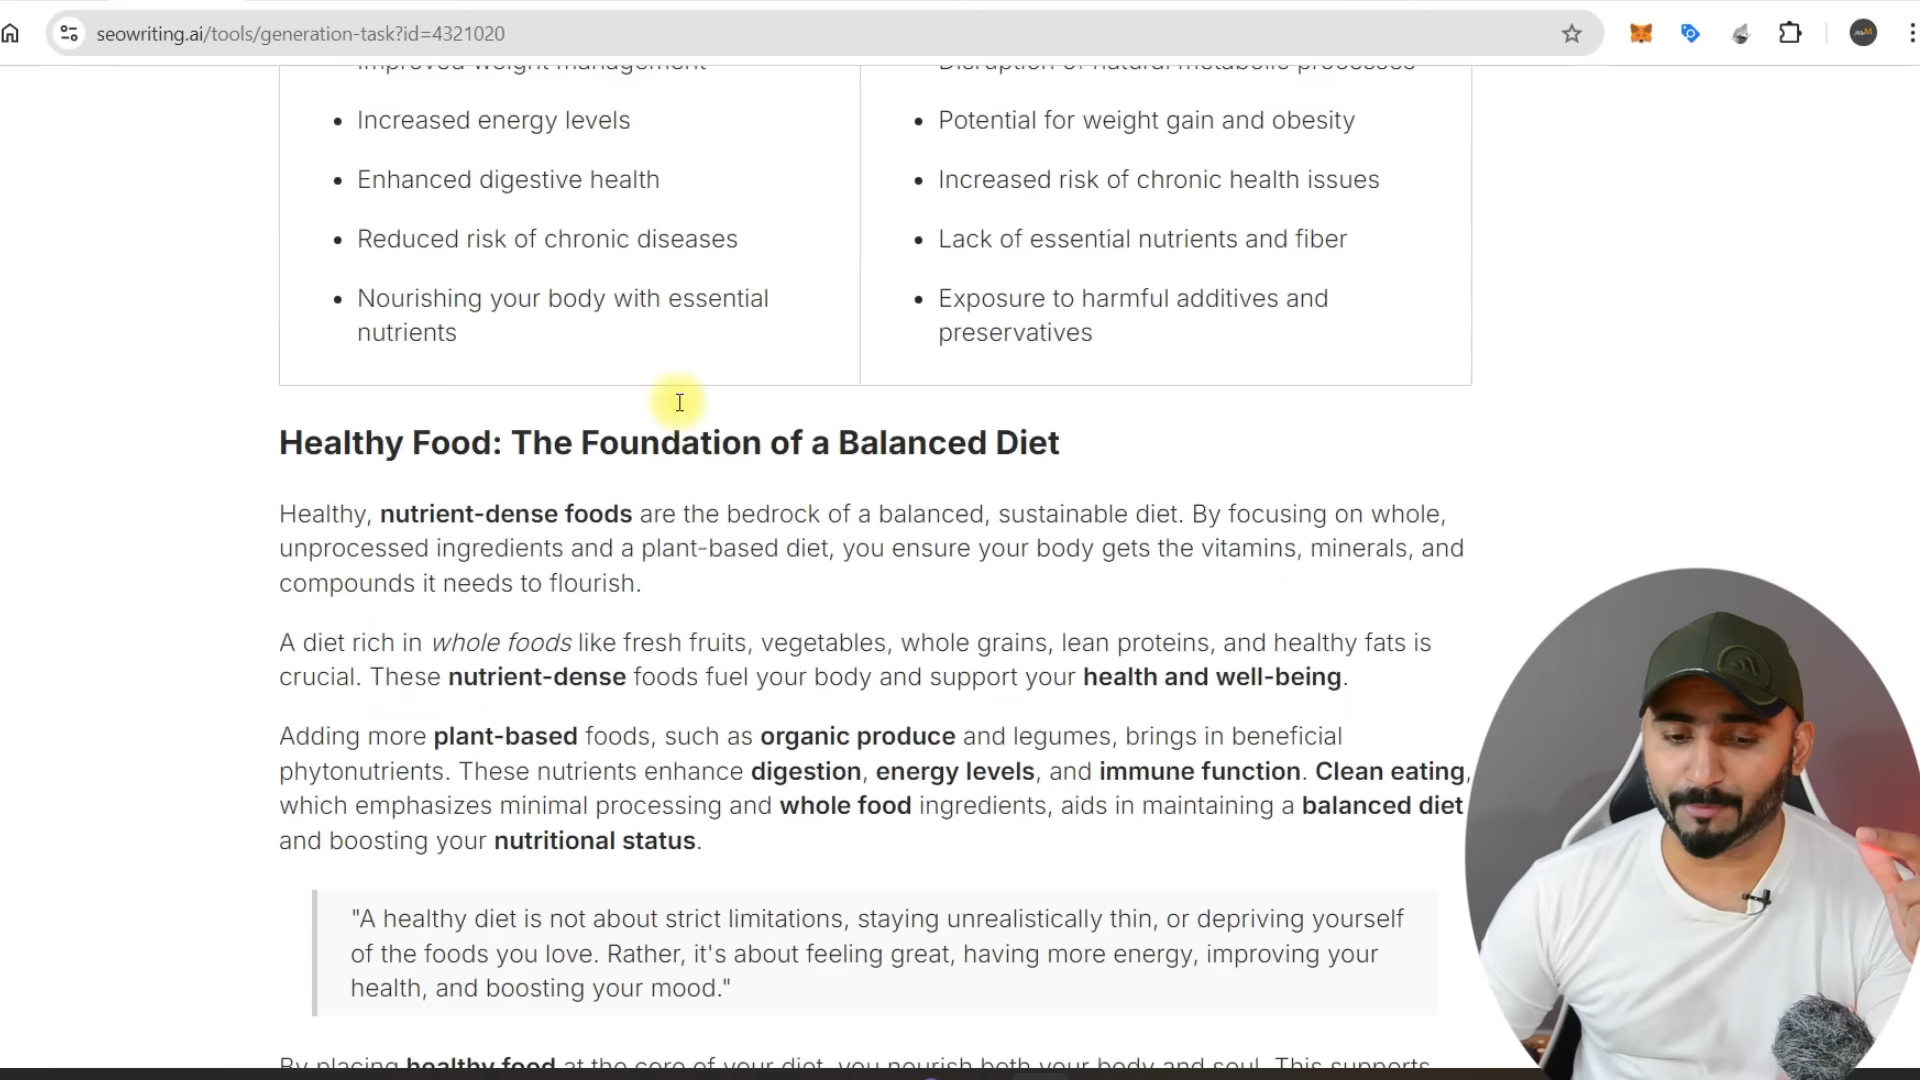 seowriting.ai/tools/generation-task?id=4321020
Improved weight management
Disruption of natural metabolic processes
• Increased energy levels
• Potential for weight gain and obesity
• Enhanced digestive health
• Increased risk of chronic health issues
• Reduced risk of chronic diseases
• Lack of essential nutrients and fiber
• Nourishing your body with essential
nutrients
• Exposure to harmful additives and
preservatives
Healthy Food: The Foundation of a Balanced Diet
Healthy, nutrient-dense foods are the bedrock of a balanced, sustainable diet. By focusing on whole,
unprocessed ingredients and a plant-based diet, you ensure your body gets the vitamins, minerals, and
compounds it needs to flourish.
A diet rich in whole foods like fresh fruits, vegetables, whole grains, lean proteins, and healthy fats is
crucial. These nutrient-dense foods fuel your body and support your health and well-being.
Adding more plant-based foods, such as organic produce and legumes, brings in beneficial
phytonutrients. These nutrients enhance digestion, energy levels, and immune function. Clean eating,
which emphasizes minimal processing and whole food ingredients, aids in maintaining a balanced diet
and boosting your nutritional status.
"A healthy diet is not about strict limitations, staying unrealistically thin, or depriving yourself
of the foods you love. Rather, it's about feeling great, having more energy, improving your
health, and boosting your mood."
By placing healthy food at the core of your diet, you nourish both your body and soul. This supports